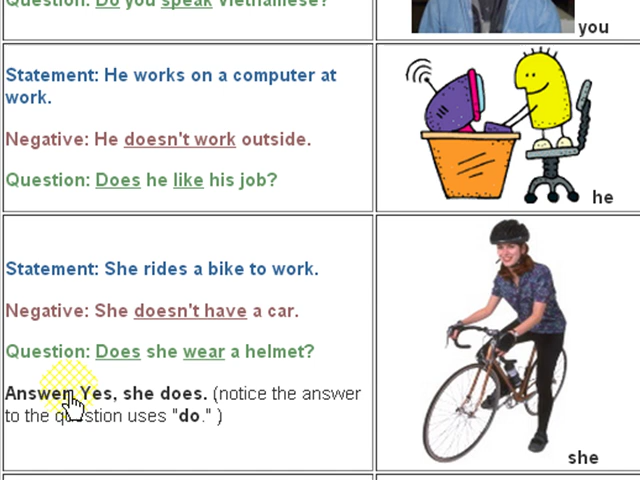 Question: Do you speak Vietnamese?
you
Statement: He works on a computer at
work.
Negative: He doesn't work outside.
Question: Does he like his job?
he
Statement: She rides a bike to work.
Negative: She doesn't have a car.
Question: Does she wear a helmet?
Answer: Yes, she does. (notice the answer
to the question uses "do." )
she